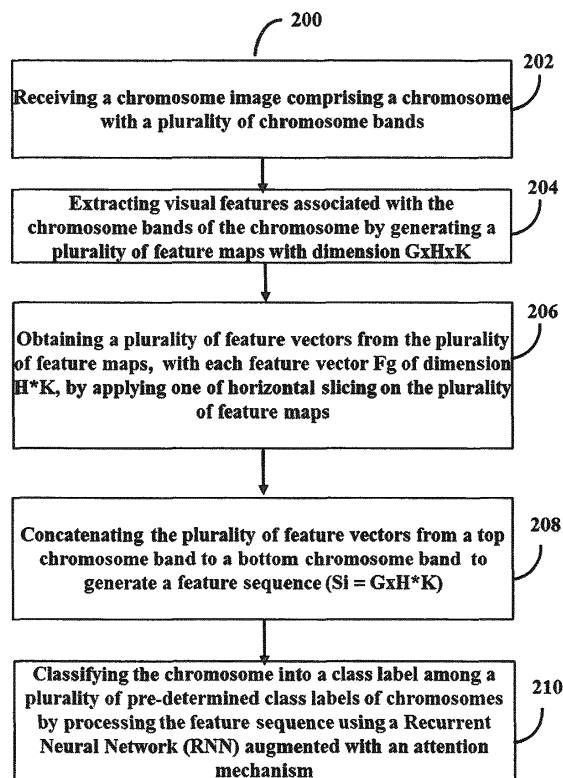 200
202
Receiving a chromosome image comprising a chromosome
with a plurality of chromosome bands
204
Extracting visual features associated with the
chromosome bands of the chromosome by generating a
plurality of feature maps with dimension GxHxK
206
Obtaining a plurality of feature vectors from the plurality
of feature maps, with each feature vector Fg of dimension
H*K, by applying one of horizontal slicing on the plurality
of feature maps
208
Concatenating the plurality of feature vectors from a top
chromosome band to a bottom chromosome band to
generate a feature sequence (Si = GxH*K)
210
Classifying the chromosome into a class label among a
plurality of pre-determined class labels of chromosomes
by processing the feature sequence using a Recurrent
Neural Network (RNN) augmented with an attention
mechanism